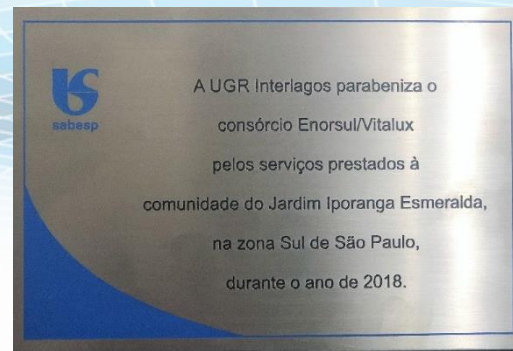 sabesp
A UGR Interlagos parabeniza o
consórcio Enorsul/Vitalux
pelos serviços prestados à
comunidade do Jardim Iporanga Esmeralda,
na zona Sul de São Paulo,
durante o ano de 2018.